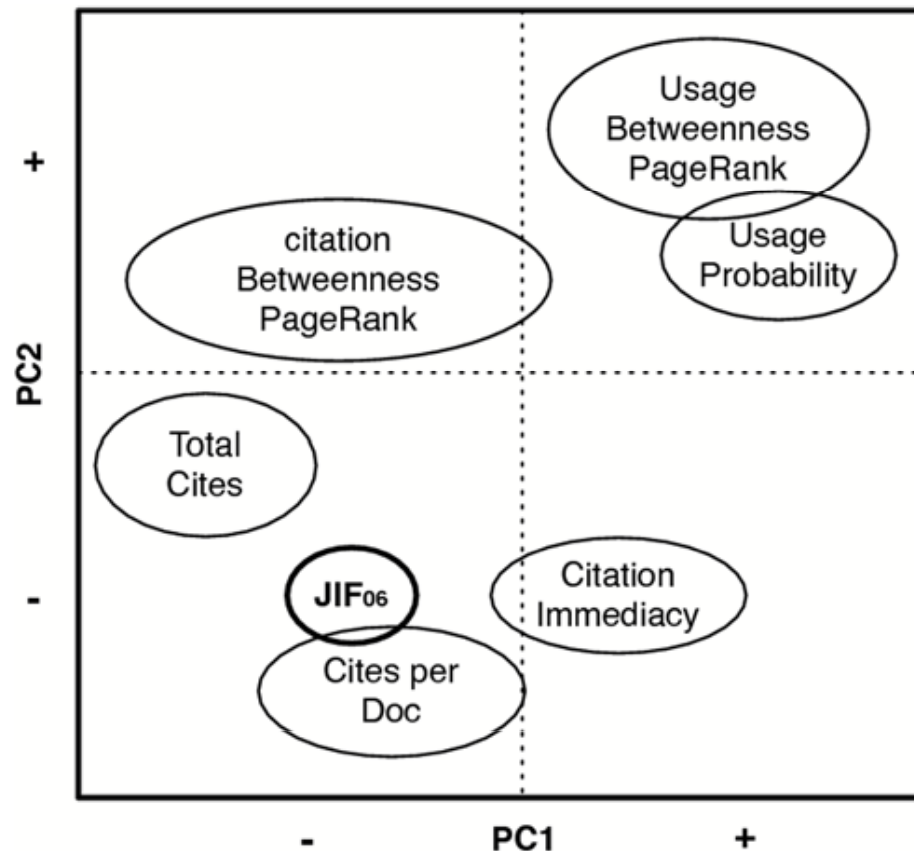 Usage
Betweenness
PageRank
Usage
Probability
citation
Betweenness
PageRank
Total
Cites
JIF06
Citation
Immediacy
Cites per
Doc
+
PC2
-
-
PC1
+